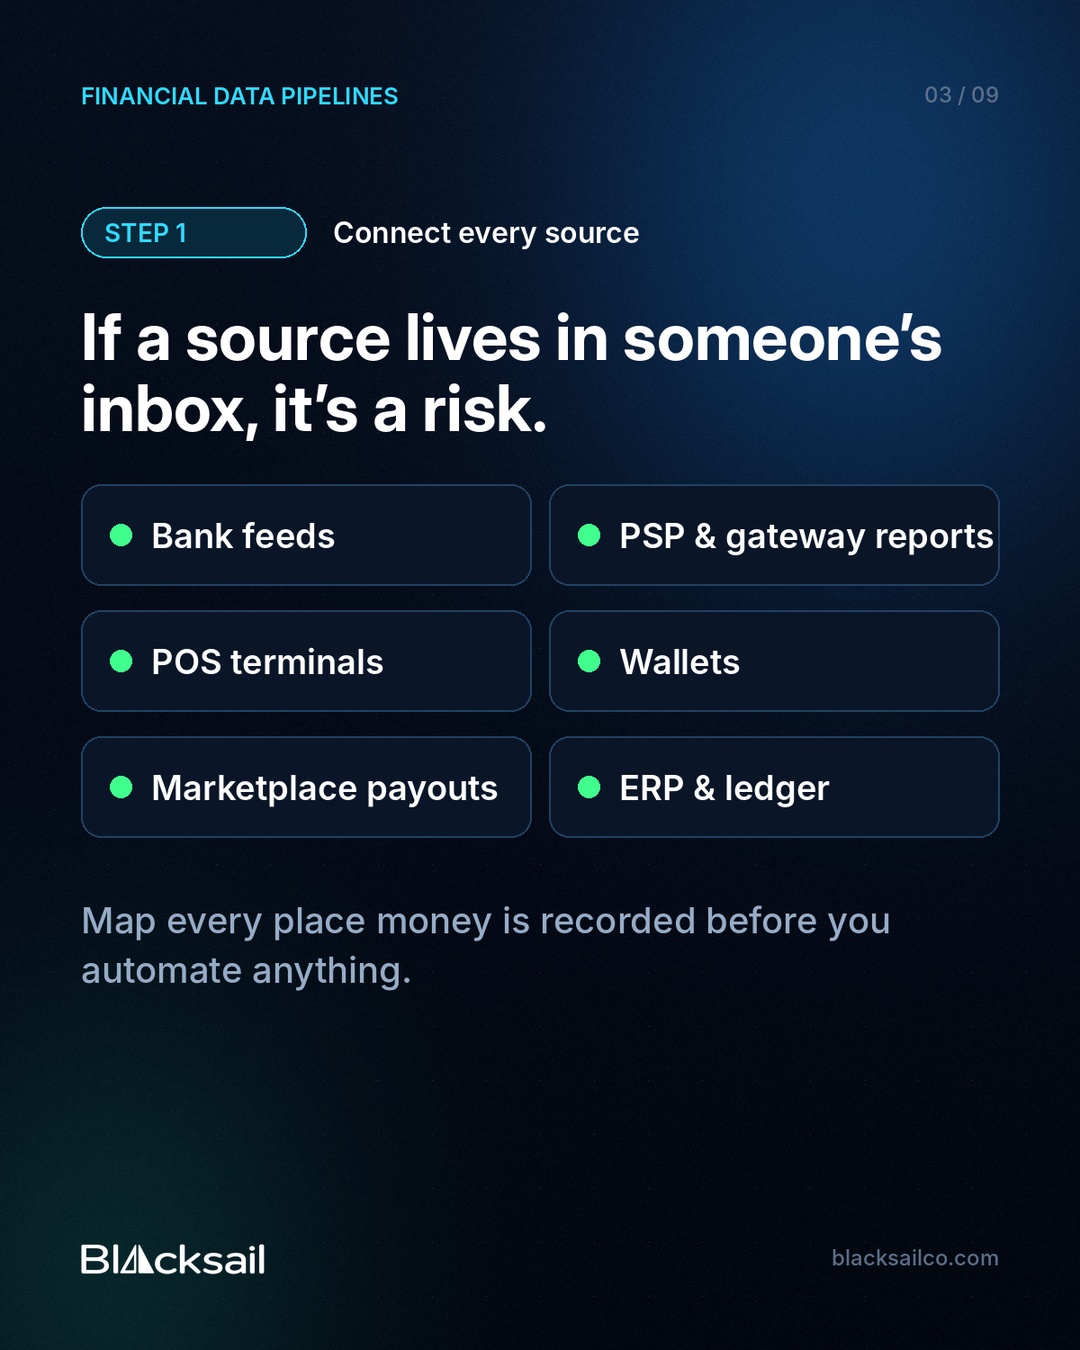 FINANCIAL DATA PIPELINES
03 / 09
STEP 1
Connect every source
If a source lives in someone’s
inbox, it’s a risk.
Bank feeds
PSP & gateway reports
POS terminals
Wallets
Marketplace payouts
ERP & ledger
Map every place money is recorded before you
automate anything.
Blacksail
blacksailco.com